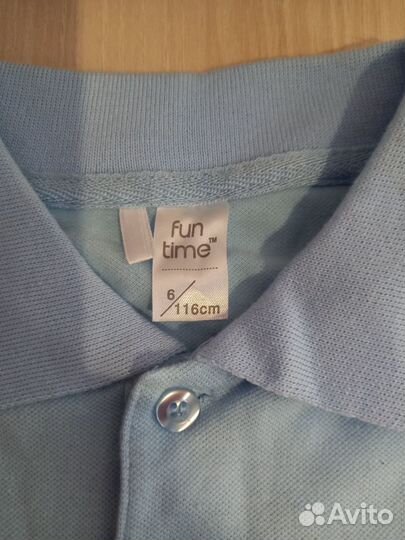 fun
time™
6/116cm
Avito